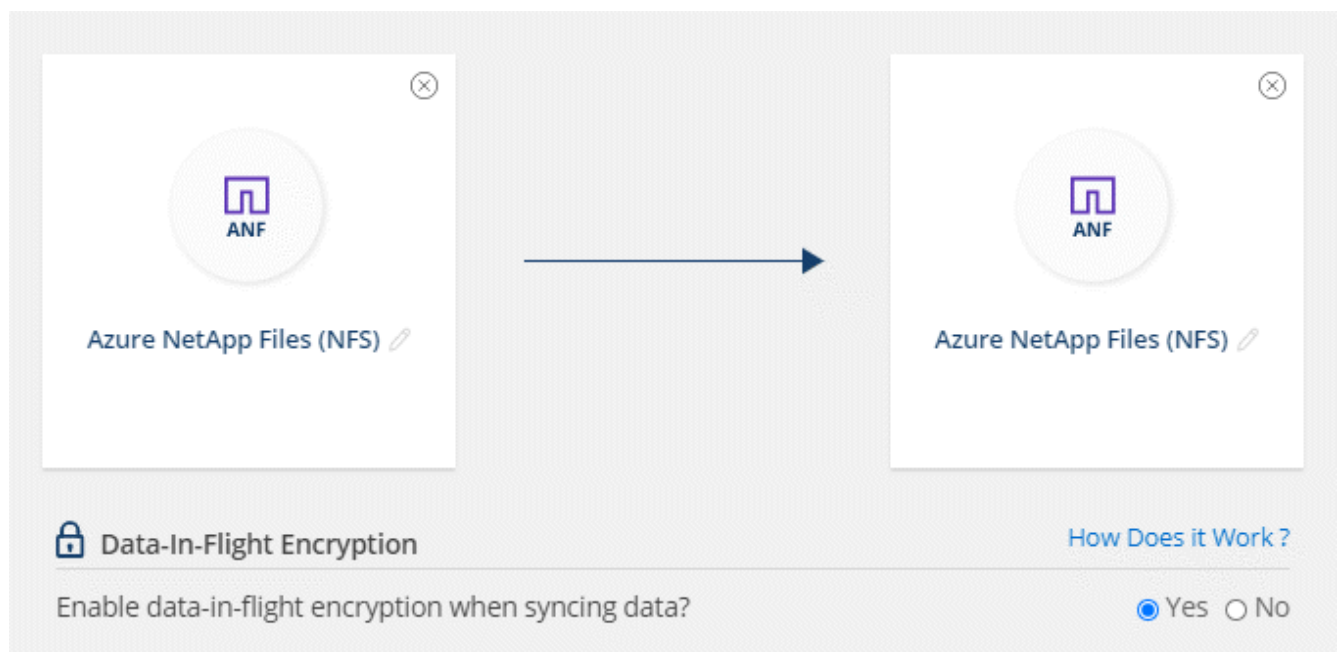 ANF
ANF
Azure NetApp Files (NFS)
Azure NetApp Files (NFS)
Data-In-Flight Encryption
How Does it Work ?
Enable data-in-flight encryption when syncing data?
Yes No